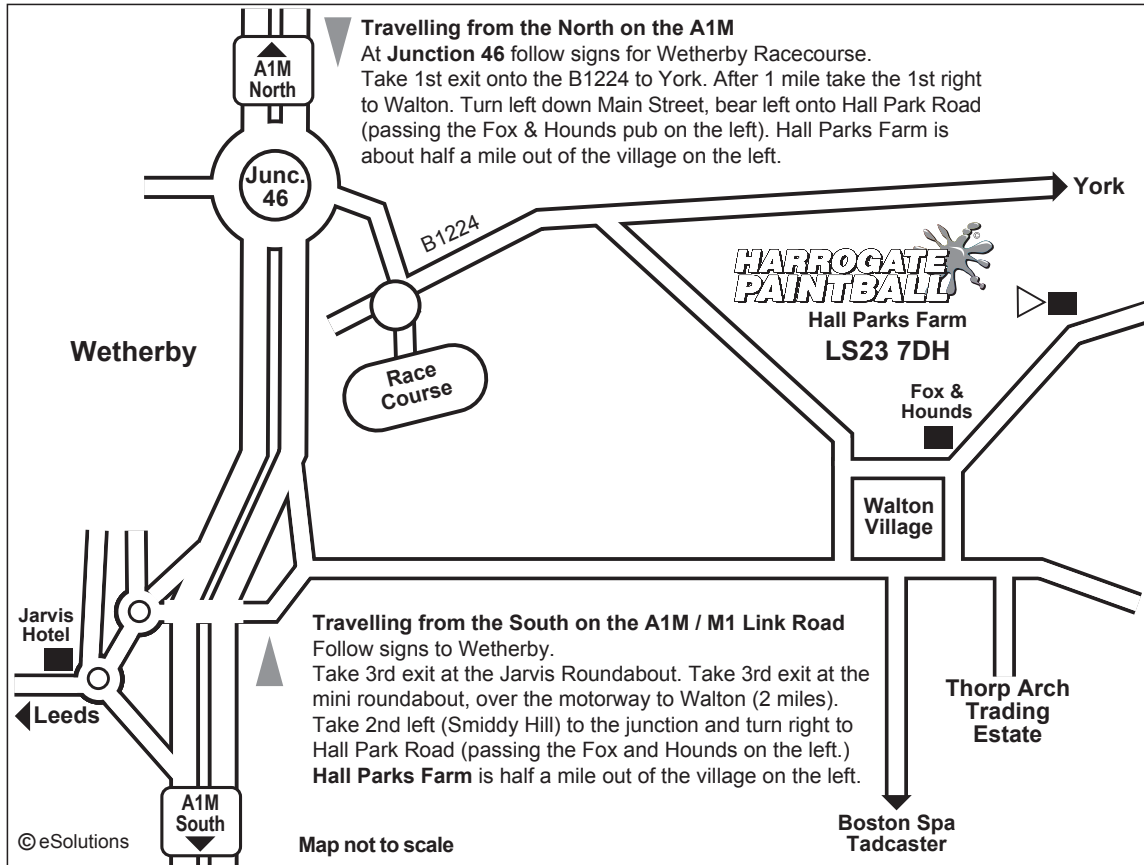 Travelling from the North on the A1M
At Junction 46 follow signs for Wetherby Racecourse.
Take 1st exit onto the B1224 to York. After 1 mile take the 1st right
to Walton. Turn left down Main Street, bear left onto Hall Park Road
(passing the Fox & Hounds pub on the left). Hall Parks Farm is
about half a mile out of the village on the left.
A1M
North
Junc.
46
York
B1224
HARROGATE
PAINTBALL
©
Hall Parks Farm
LS23 7DH
Wetherby
Race
Course
Fox &
Hounds
Walton
Village
Jarvis
Hotel
Leeds
Travelling from the South on the A1M / M1 Link Road
Follow signs to Wetherby.
Take 3rd exit at the Jarvis Roundabout. Take 3rd exit at the
mini roundabout, over the motorway to Walton (2 miles).
Take 2nd left (Smiddy Hill) to the junction and turn right to
Hall Park Road (passing the Fox and Hounds on the left.)
Hall Parks Farm is half a mile out of the village on the left.
Thorp Arch
Trading
Estate
A1M
South
Boston Spa
Tadcaster
© eSolutions
Map not to scale